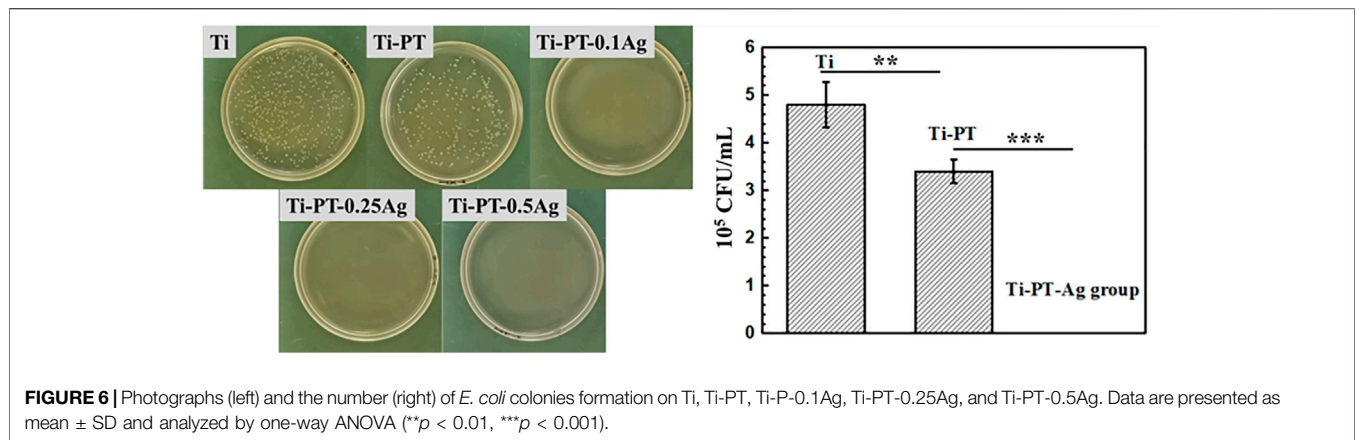 Ti
Ti-PT
Ti-PT-0.1Ag
Ti-PT-0.25Ag
Ti-PT-0.5Ag
10⁵ CFU/mL
6
5
4
3
2
1
0
Ti
**
Ti-PT
***
Ti-PT-Ag group
FIGURE 6 | Photographs (left) and the number (right) of E. coli colonies formation on Ti, Ti-PT, Ti-P-0.1Ag, Ti-PT-0.25Ag, and Ti-PT-0.5Ag. Data are presented as
mean ± SD and analyzed by one-way ANOVA (**p < 0.01, ***p < 0.001).